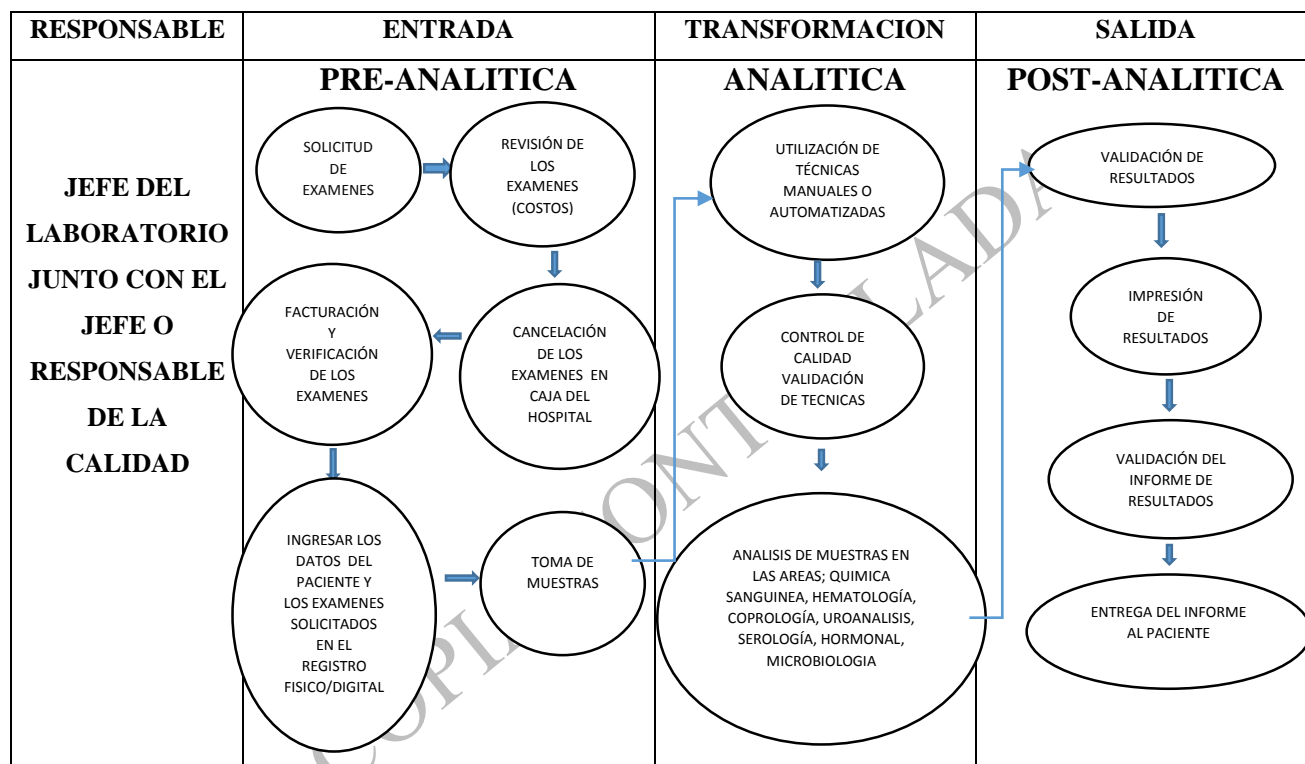 RESPONSABLE
ENTRADA
TRANSFORMACION
SALIDA
JEFE DEL
LABORATORIO
JUNTO CON EL
JEFE O
RESPONSABLE
DE LA
CALIDAD
PRE-ANALITICA
SOLICITUD
DE
EXAMENES
REVISIÓN DE
LOS
EXAMENES
(COSTOS)
CANCELACIÓN
DE LOS
EXAMENES EN
CAJA DEL
HOSPITAL
FACTURACIÓN
Y
VERIFICACIÓN
DE LOS
EXAMENES
INGRESAR LOS
DATOS DEL
PACIENTE Y
LOS EXAMENES
SOLICITADOS
EN EL
REGISTRO
FISICO/DIGITAL
TOMA DE
MUESTRAS
ANALITICA
UTILIZACIÓN DE
TÉCNICAS
MANUALES O
AUTOMATIZADAS
CONTROL DE
CALIDAD
VALIDACIÓN
DE TECNICAS
ANALISIS DE MUESTRAS EN
LAS AREAS; QUIMICA
SANGUINEA, HEMATOLOGÍA,
COPROLOGÍA, UROANALISIS,
SEROLOGÍA, HORMONAL,
MICROBIOLOGIA
POST-ANALITICA
VALIDACIÓN DE
RESULTADOS
IMPRESIÓN
DE
RESULTADOS
VALIDACIÓN DEL
INFORME DE
RESULTADOS
ENTREGA DEL INFORME
AL PACIENTE